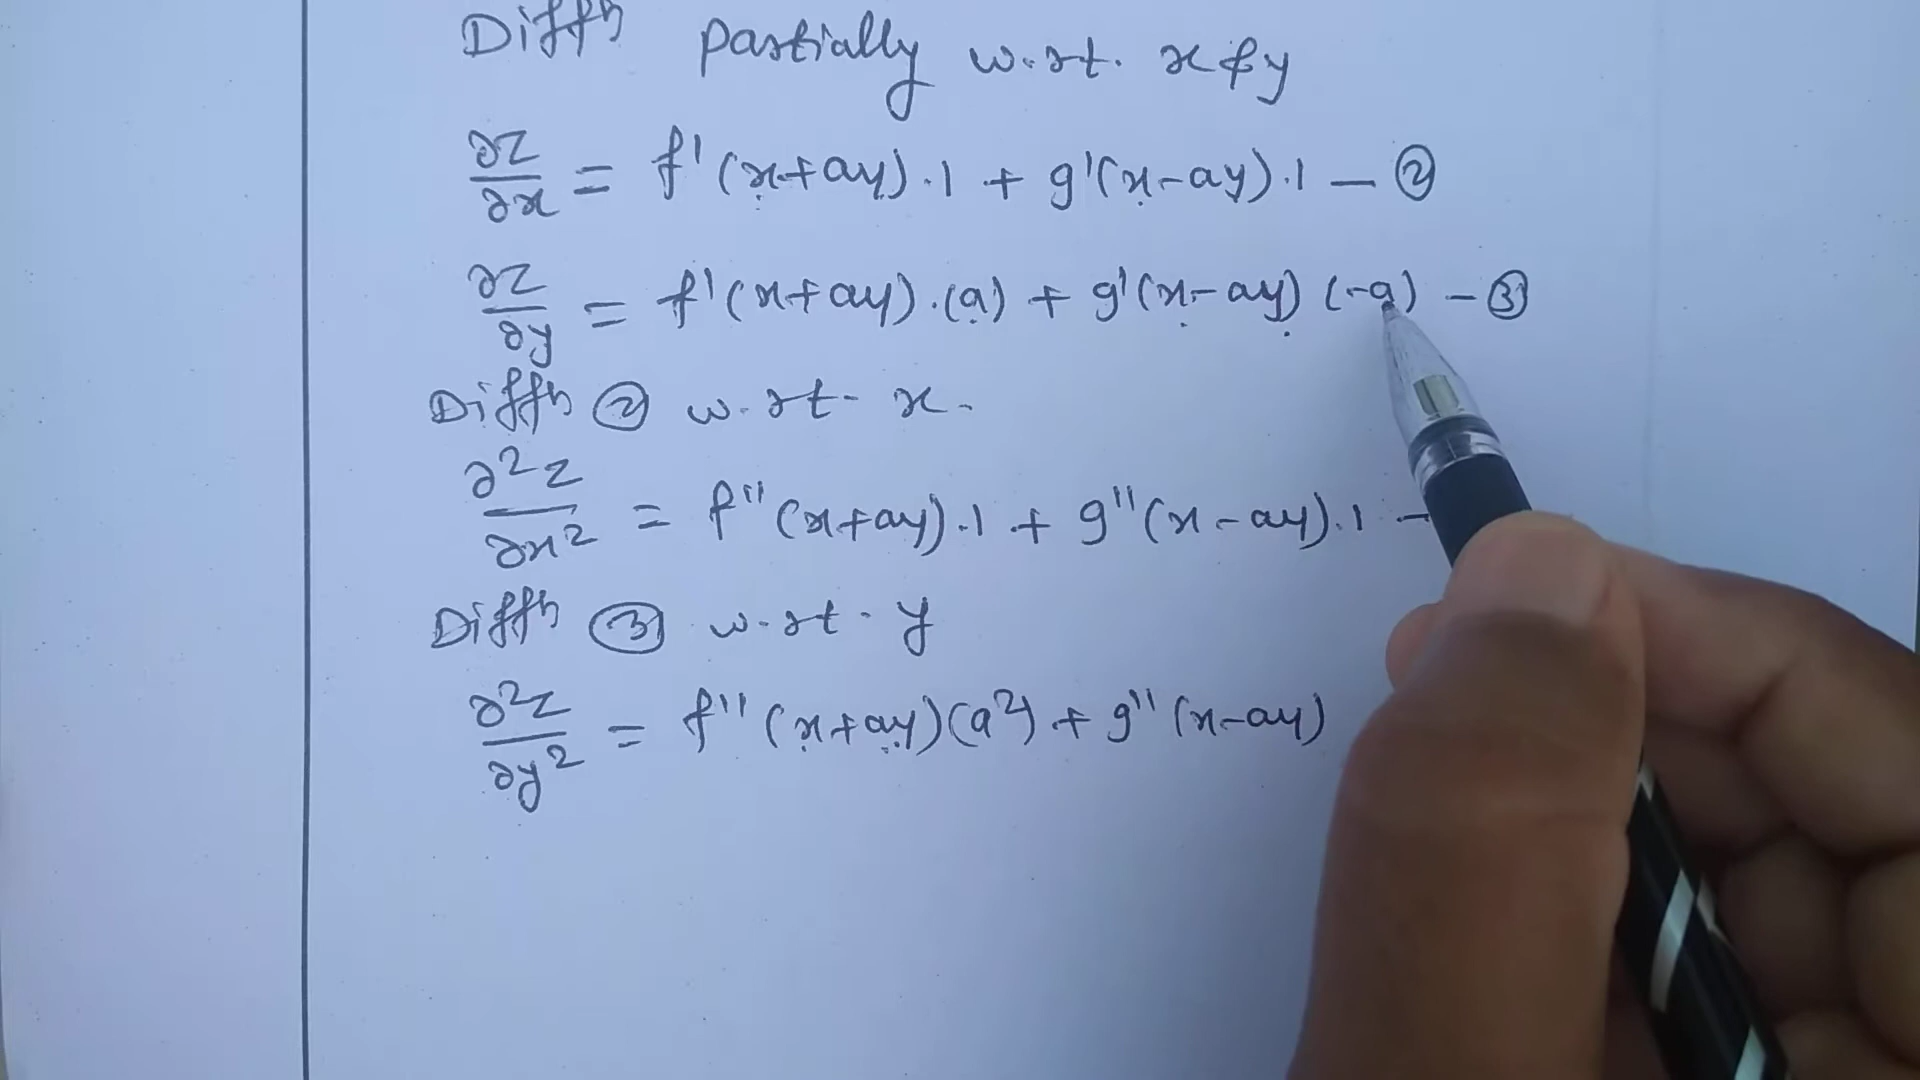 Diffn partially w.r.t. x & y
∂z/∂x = f'(x+ay).1 + g'(x-ay).1 — ②
∂z/∂y = f'(x+ay).(a) + g'(x-ay)(-a) — ③
Diffn ② w.r.t. x.
∂²z/∂x² = f''(x+ay).1 + g''(x-ay).1 —
Diffn ③ w.r.t. y
∂²z/∂y² = f''(x+ay)(a²) + g''(x-ay)